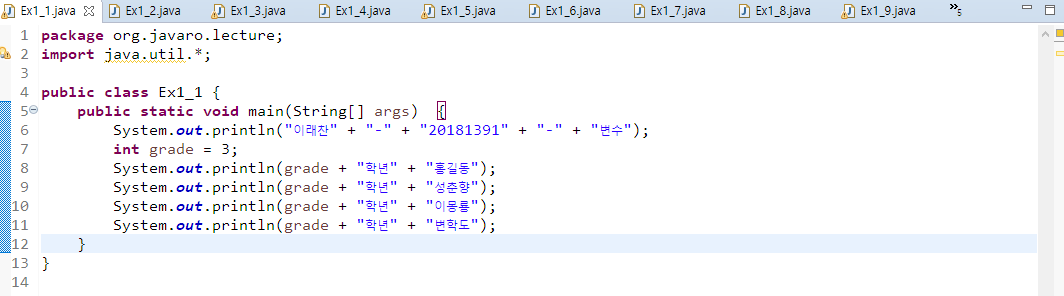 Ex1_1.java Ex1_2.java Ex1_3.java Ex1_4.java Ex1_5.java Ex1_6.java Ex1_7.java Ex1_8.java Ex1_9.java »5
1 package org.javaro.lecture;
2 import java.util.*;
3
4 public class Ex1_1 {
5 public static void main(String[] args) {
6 System.out.println("이래찬" + "-" + "20181391" + "-" + "변수");
7 int grade = 3;
8 System.out.println(grade + "학년" + "홍길동");
9 System.out.println(grade + "학년" + "성춘향");
10 System.out.println(grade + "학년" + "이몽룡");
11 System.out.println(grade + "학년" + "변학도");
12 }
13 }
14